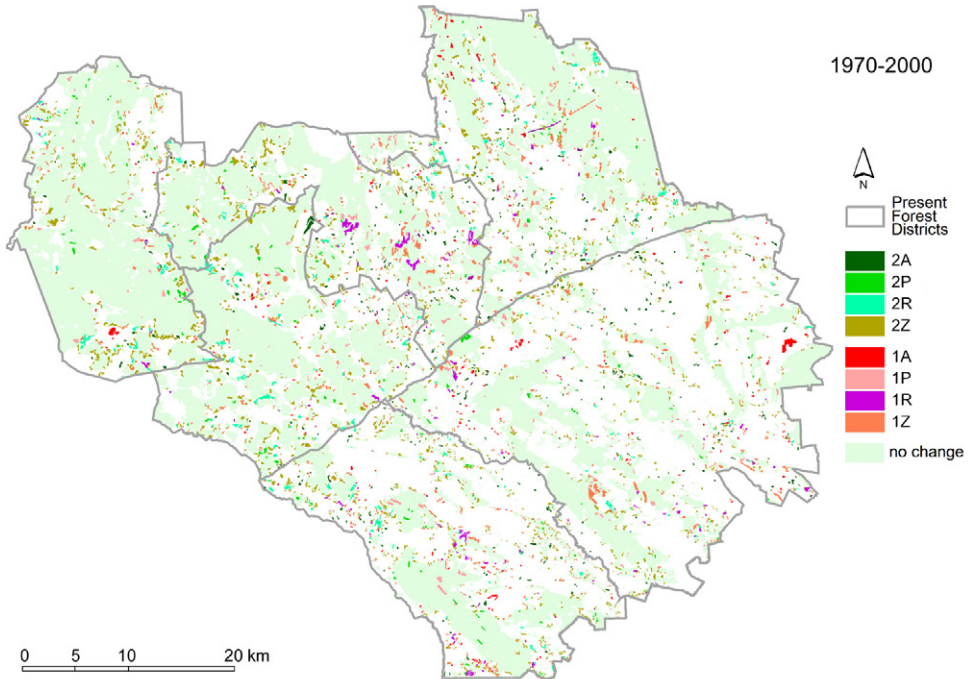 1970-2000
N
Present
Forest
Districts
2A
2P
2R
2Z
1A
1P
1R
1Z
no change
0 5 10 20 km